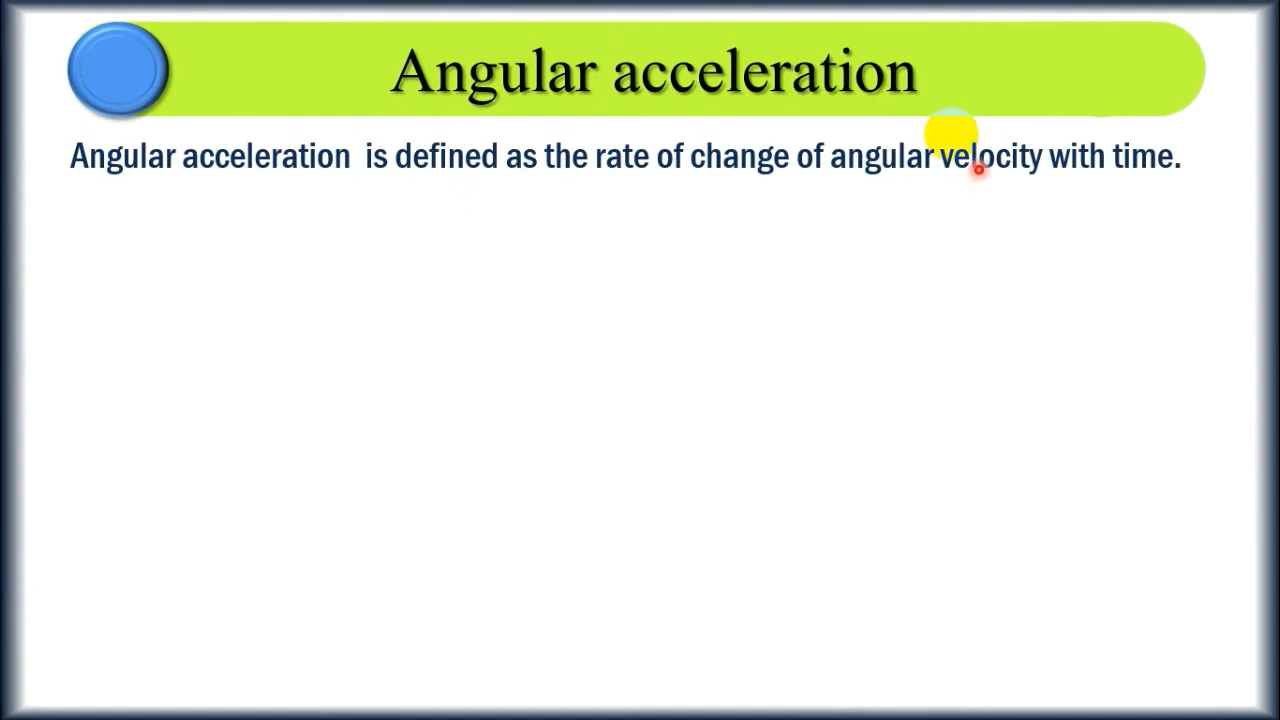 Angular acceleration
Angular acceleration is defined as the rate of change of angular velocity with time.